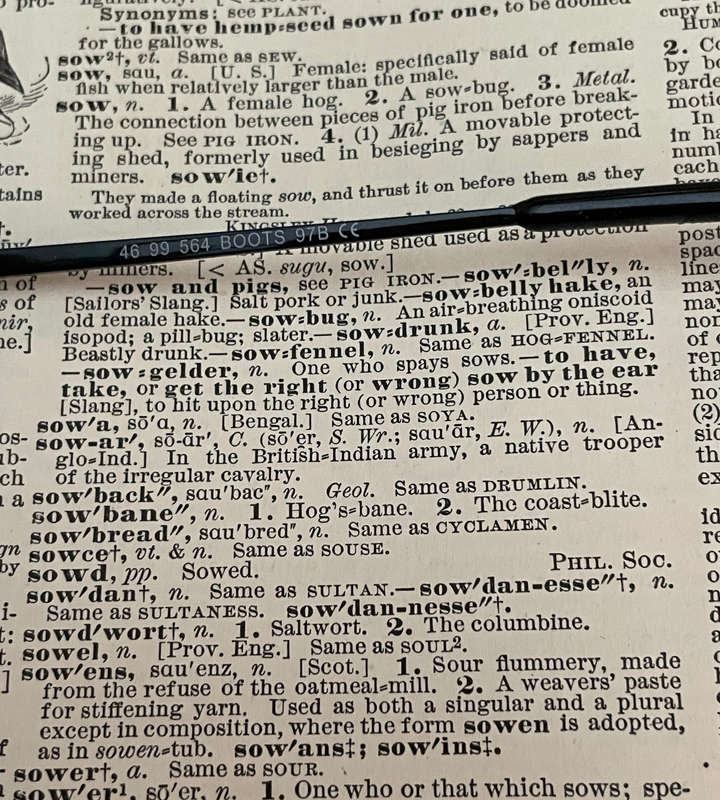 Synonyms: see PLANT.
—to have hemp=seed sown for one, to be doomed
for the gallows.
sow²†, vt. Same as SEW.
sow, sau, a. [U. S.] Female: specifically said of female
fish when relatively larger than the male.
sow, n. 1. A female hog. 2. A sow=bug. 3. Metal.
The connection between pieces of pig iron before break-
ing up. See PIG IRON. 4. (1) Mil. A movable protect-
ing shed, formerly used in besieging by sappers and
miners. sow'ie†.
They made a floating sow, and thrust it on before them as they
worked across the stream.
46 99 564 BOOTS 97B CE
movable shed used as a protection
by miners. [< AS. sugu, sow.]
—sow and pigs, see PIG IRON.—sow'=bel"ly, n.
[Sailors' Slang.] Salt pork or junk.—sow=belly hake, an
old female hake.—sow=bug, n. An air=breathing oniscoid
isopod; a pill=bug; slater.—sow=drunk, a. [Prov. Eng.]
Beastly drunk.—sow=fennel, n. Same as HOG=FENNEL.
—sow=gelder, n. One who spays sows.—to have,
take, or get the right (or wrong) sow by the ear
[Slang], to hit upon the right (or wrong) person or thing.
sow'a, sō'ɑ, n. [Bengal.] Same as SOYA.
sow-ar', sō-ār', C. (sō'er, S. Wr.; sau'ār, E. W.), n. [An-
glo=Ind.] In the British=Indian army, a native trooper
of the irregular cavalry.
sow'back", sau'bac", n. Geol. Same as DRUMLIN.
sow'bane", n. 1. Hog's=bane. 2. The coast=blite.
sow'bread", sau'bred", n. Same as CYCLAMEN.
sowce†, vt. & n. Same as SOUSE.
sowd, pp. Sowed. PHIL. SOC.
sow'dan†, n. Same as SULTAN.—sow'dan-esse"†, n.
Same as SULTANESS. sow'dan-nesse"†.
sowd'wort†, n. 1. Saltwort. 2. The columbine.
sowel, n. [Prov. Eng.] Same as SOUL².
sow'ens, sau'enz, n. [Scot.] 1. Sour flummery, made
from the refuse of the oatmeal=mill. 2. A weavers' paste
for stiffening yarn. Used as both a singular and a plural
except in composition, where the form sowen is adopted,
as in sowen=tub. sow'ans‡; sow'ins‡.
sower†, a. Same as SOUR.
sow'er¹, sō'er, n. 1. One who or that which sows; spe-